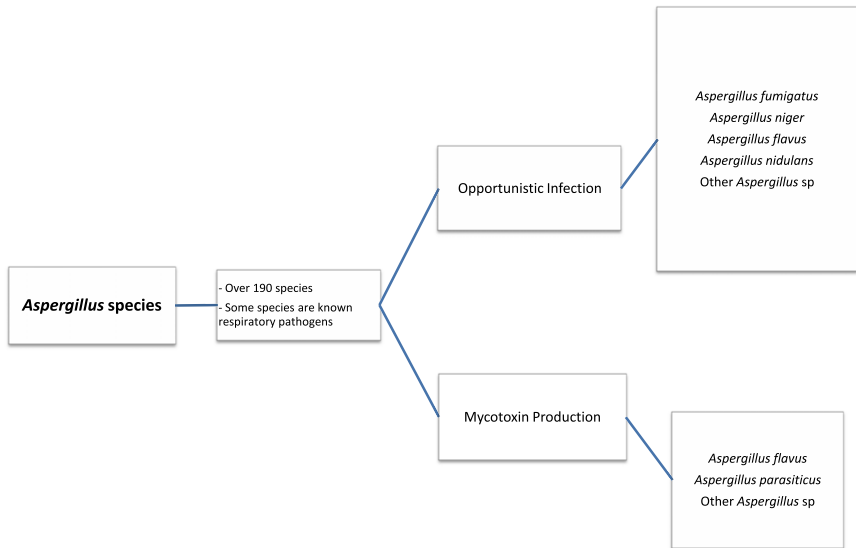 Aspergillus species
- Over 190 species
- Some species are known
respiratory pathogens
Opportunistic Infection
Aspergillus fumigatus
Aspergillus niger
Aspergillus flavus
Aspergillus nidulans
Other Aspergillus sp
Mycotoxin Production
Aspergillus flavus
Aspergillus parasiticus
Other Aspergillus sp